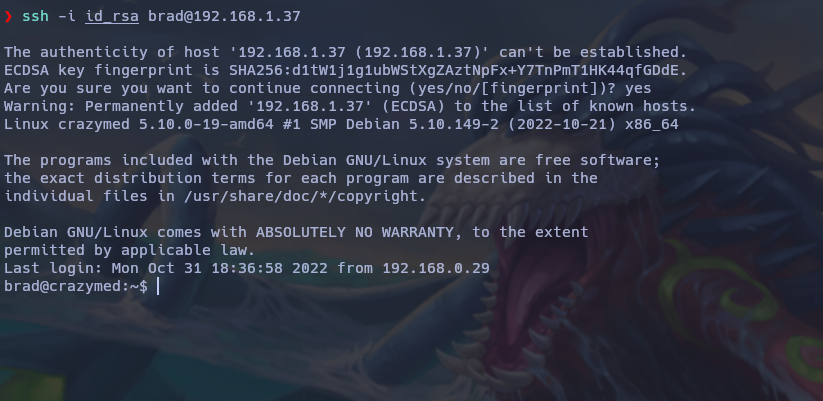 ❯ ssh -i id_rsa brad@192.168.1.37
The authenticity of host '192.168.1.37 (192.168.1.37)' can't be established.
ECDSA key fingerprint is SHA256:d1tW1j1g1ubWStXgZAztNpFx+Y7TnPmT1HK44qfGDdE.
Are you sure you want to continue connecting (yes/no/[fingerprint])? yes
Warning: Permanently added '192.168.1.37' (ECDSA) to the list of known hosts.
Linux crazymed 5.10.0-19-amd64 #1 SMP Debian 5.10.149-2 (2022-10-21) x86_64
The programs included with the Debian GNU/Linux system are free software;
the exact distribution terms for each program are described in the
individual files in /usr/share/doc/*/copyright.
Debian GNU/Linux comes with ABSOLUTELY NO WARRANTY, to the extent
permitted by applicable law.
Last login: Mon Oct 31 18:36:58 2022 from 192.168.0.29
brad@crazymed:~$